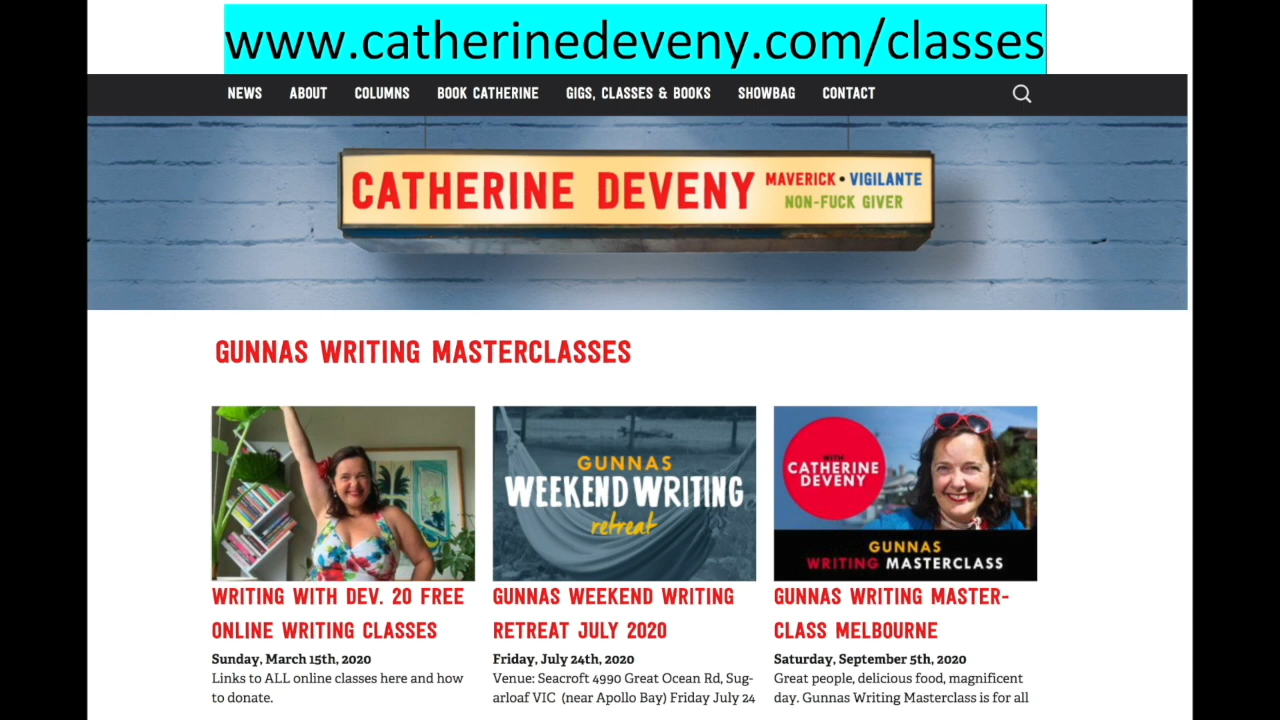 www.catherinedeveny.com/classes
NEWS ABOUT COLUMNS BOOK CATHERINE GIGS, CLASSES & BOOKS SHOWBAG CONTACT
CATHERINE DEVENY MAVERICK • VIGILANTE
NON-FUCK GIVER
GUNNAS WRITING MASTERCLASSES
GUNNAS
WEEKEND WRITING
retreat
WITH
CATHERINE
DEVENY
GUNNAS
WRITING MASTERCLASS
WRITING WITH DEV. 20 FREE
ONLINE WRITING CLASSES
Sunday, March 15th, 2020
Links to ALL online classes here and how
to donate.
GUNNAS WEEKEND WRITING
RETREAT JULY 2020
Friday, July 24th, 2020
Venue: Seacroft 4990 Great Ocean Rd, Sug-
arloaf VIC (near Apollo Bay) Friday July 24
GUNNAS WRITING MASTER-
CLASS MELBOURNE
Saturday, September 5th, 2020
Great people, delicious food, magnificent
day. Gunnas Writing Masterclass is for all